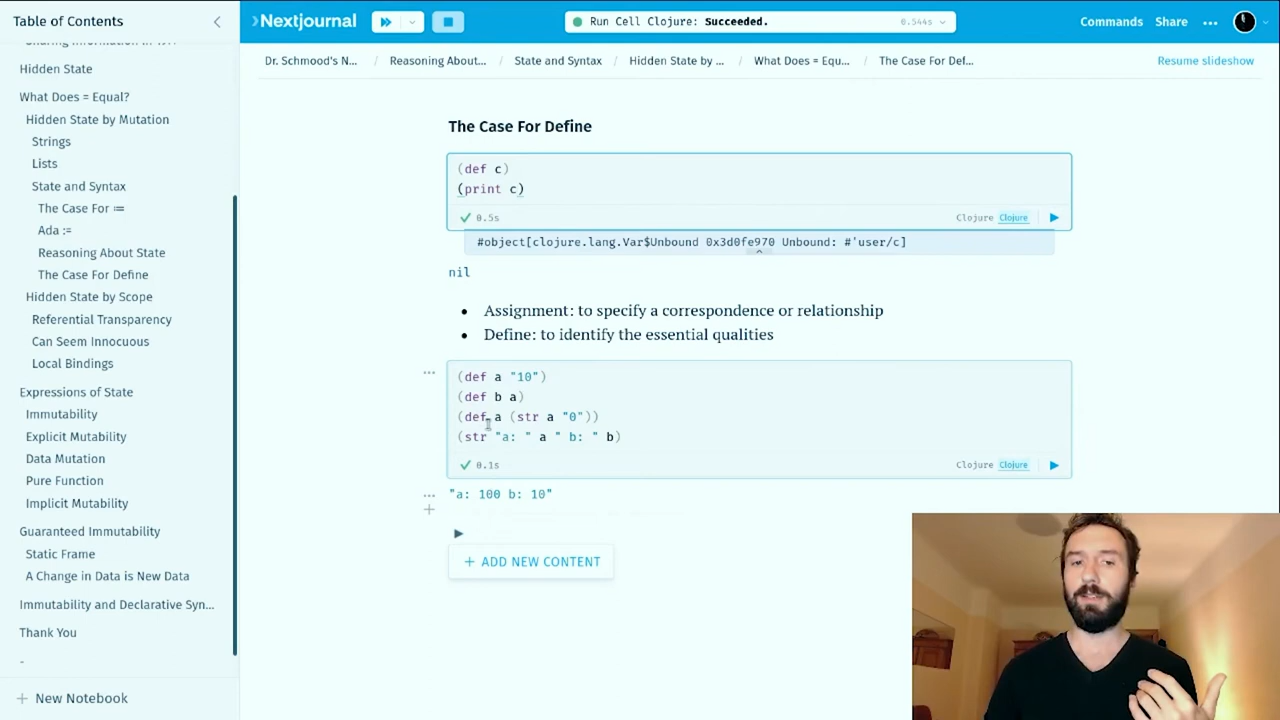 Table of Contents
Nextjournal
Run Cell Clojure: Succeeded.
0.544s
Commands
Share
Hidden State
What Does = Equal?
Hidden State by Mutation
Strings
Lists
State and Syntax
The Case For ≔
Ada :=
Reasoning About State
The Case For Define
Hidden State by Scope
Referential Transparency
Can Seem Innocuous
Local Bindings
Expressions of State
Immutability
Explicit Mutability
Data Mutation
Pure Function
Implicit Mutability
Guaranteed Immutability
Static Frame
A Change in Data is New Data
Immutability and Declarative Syn...
Thank You
-
+ New Notebook
Dr. Schmood's N... / Reasoning About... / State and Syntax / Hidden State by ... / What Does = Equ... / The Case For Def...
Resume slideshow
The Case For Define
(def c)
(print c)
0.5s
Clojure Clojure
#object[clojure.lang.Var$Unbound 0x3d0fe970 Unbound: #'user/c]
nil
• Assignment: to specify a correspondence or relationship
• Define: to identify the essential qualities
(def a "10")
(def b a)
(def a (str a "0"))
(str "a: " a " b: " b)
0.1s
Clojure Clojure
"a: 100 b: 10"
+ ADD NEW CONTENT